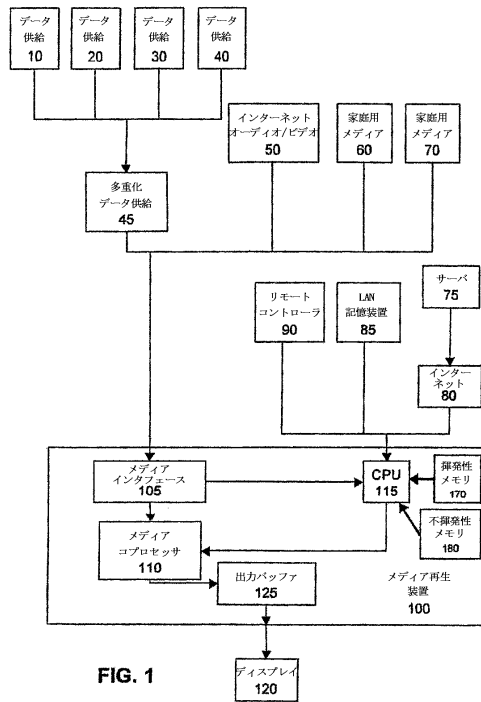 データ
供給
10
データ
供給
20
データ
供給
30
データ
供給
40
インターネット
オーディオ/ビデオ
50
家庭用
メディア
60
家庭用
メディア
70
多重化
データ供給
45
サーバ
75
リモート
コントローラ
90
LAN
記憶装置
85
インター
ネット
80
メディア
インタフェース
105
CPU
115
揮発性
メモリ
170
不揮発性
メモリ
180
メディア
コプロセッサ
110
出力バッファ
125
メディア再生
装置
100
FIG. 1
ディスプレイ
120